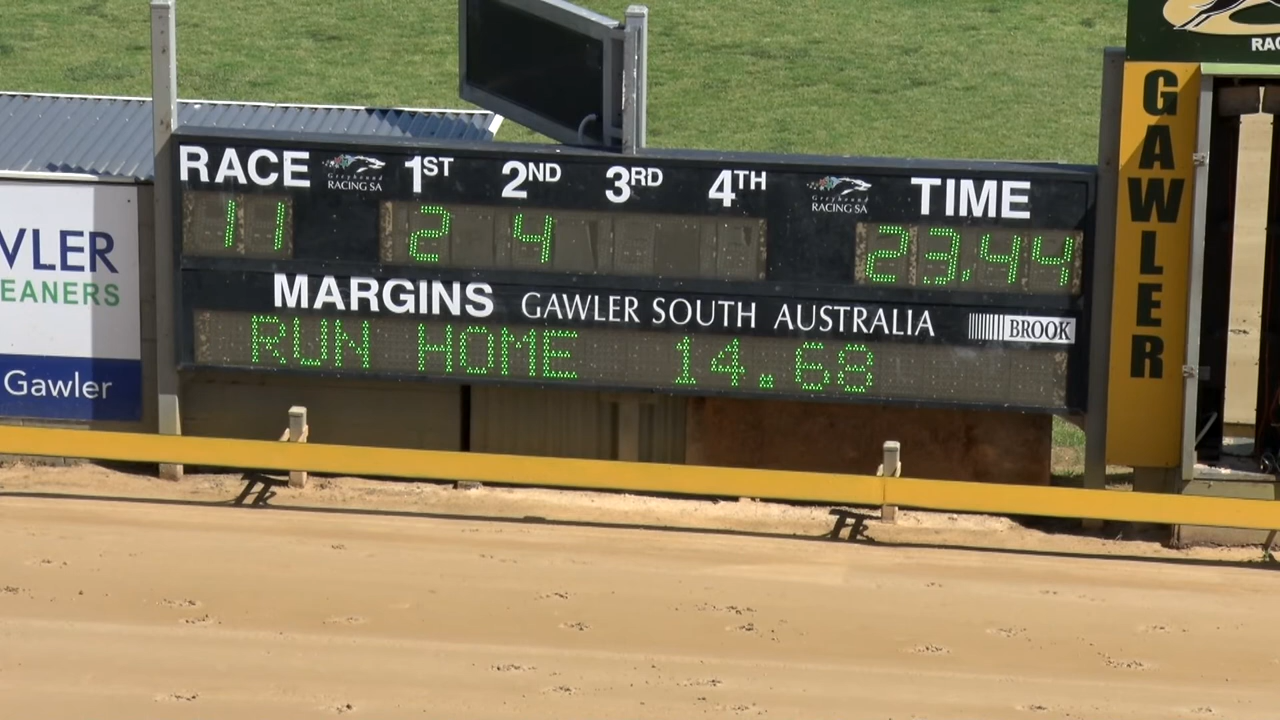 RAC
GAWLER
RACE
Greyhound
RACING SA
1ST 2ND 3RD 4TH
Greyhound
RACING SA
TIME
11 2 4 23.44
MARGINS GAWLER SOUTH AUSTRALIA BROOK
RUN HOME 14.68
WLER
EANERS
Gawler